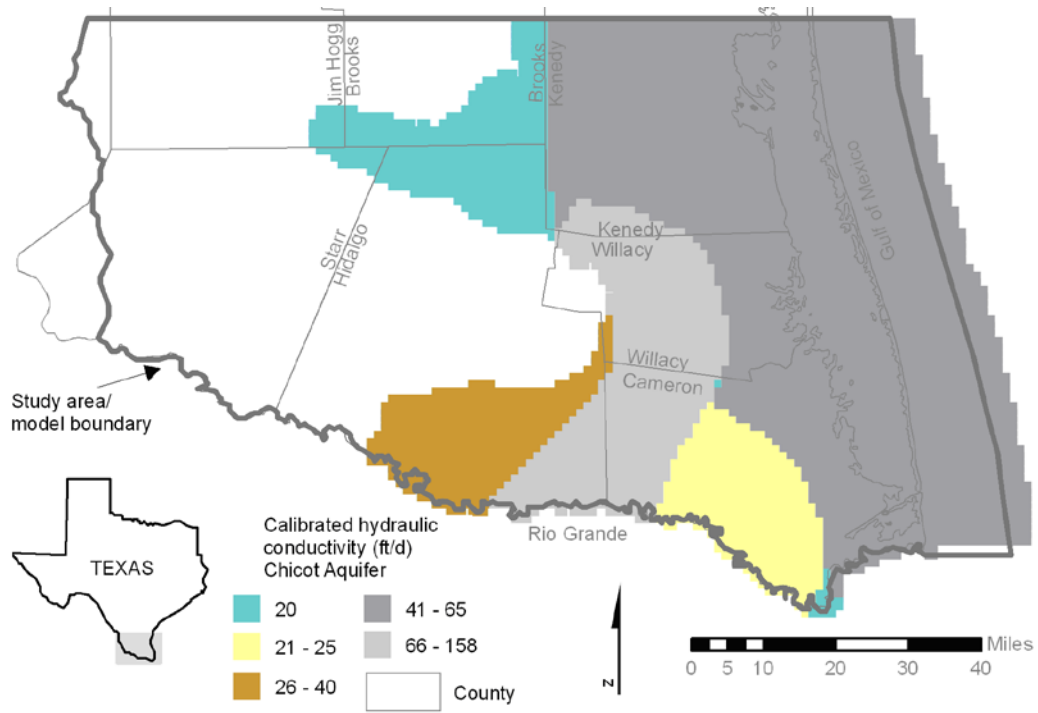 Jim Hogg
Brooks
Brooks
Kenedy
Gulf of Mexico
Starr
Hidalgo
Kenedy
Willacy
Willacy
Cameron
Study area/
model boundary
Rio Grande
TEXAS
Calibrated hydraulic
conductivity (ft/d)
Chicot Aquifer
20
21 - 25
26 - 40
41 - 65
66 - 158
County
N
Miles
0 5 10 20 30 40